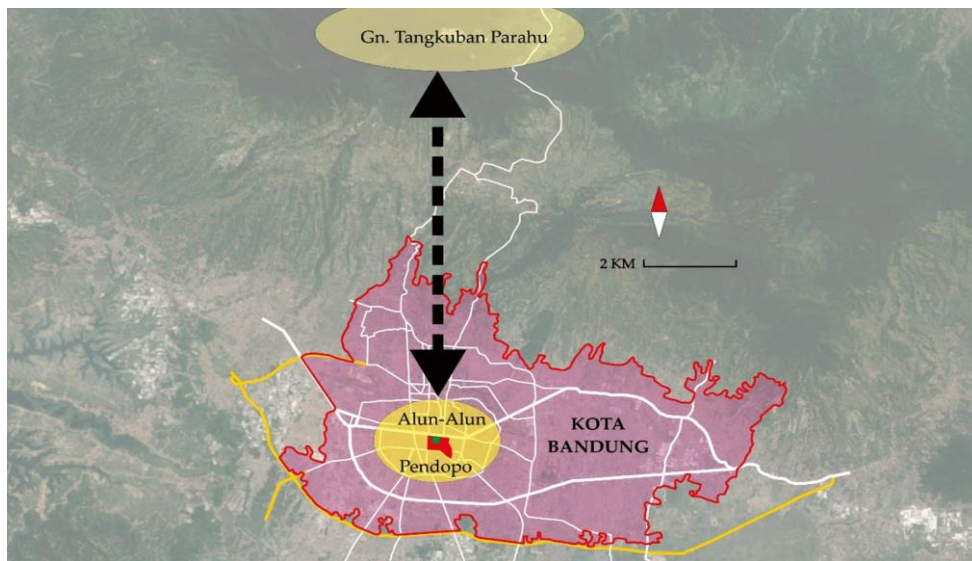 Gn. Tangkuban Parahu
2 KM
Alun-Alun
Pendopo
KOTA
BANDUNG